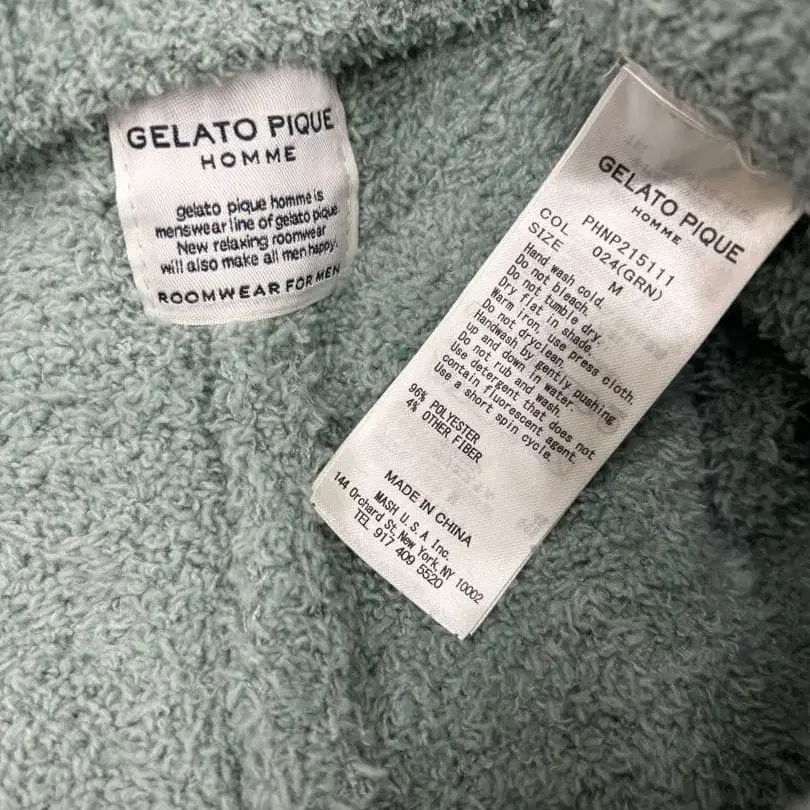 GELATO PIQUE
HOMME
gelato pique homme is
menswear line of gelato pique.
New relaxing roomwear
will also make all men happy.
ROOMWEAR FOR MEN
GELATO PIQUE
HOMME
PHNP215111
COL 024(GRN)
SIZE M
Hand wash cold.
Do not bleach.
Do not tumble dry.
Dry flat in shade.
Warm iron, use press cloth.
Do not dryclean.
Handwash by gently pushing
up and down in water.
Do not rub and wash.
Use detergent that does not
contain fluorescent agent.
Use a short spin cycle.
96% POLYESTER
4% OTHER FIBER
MADE IN CHINA
MASH U.S.A Inc.
144 Orchard St, New York, NY 10002
TEL 917 409 5520